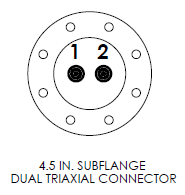 1 2
4.5 IN. SUBFLANGE
DUAL TRIAXIAL CONNECTOR